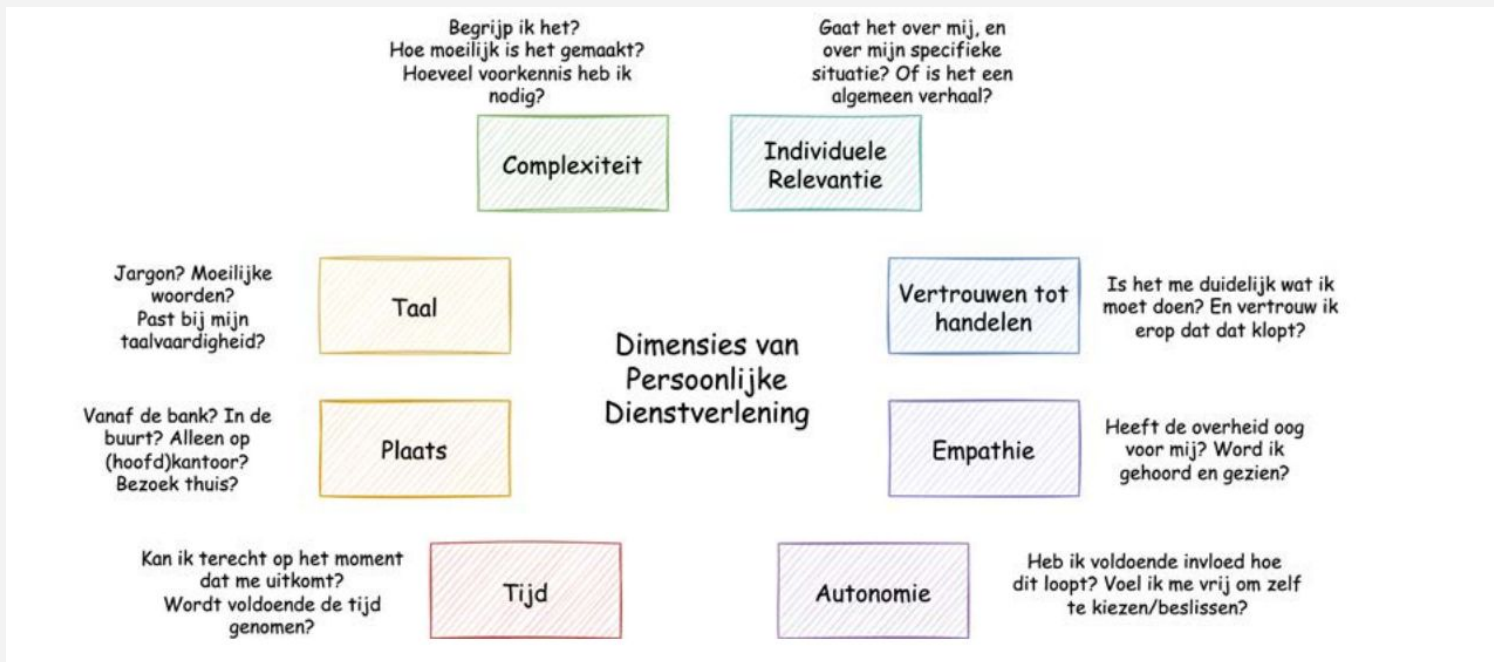 Begrijp ik het?
Hoe moeilijk is het gemaakt?
Hoeveel voorkennis heb ik
nodig?
Complexiteit
Gaat het over mij, en
over mijn specifieke
situatie? Of is het een
algemeen verhaal?
Individuele
Relevantie
Jargon? Moeilijke
woorden?
Past bij mijn
taalvaardigheid?
Taal
Vertrouwen tot
handelen
Is het me duidelijk wat ik
moet doen? En vertrouw ik
erop dat dat klopt?
Dimensies van
Persoonlijke
Dienstverlening
Vanaf de bank? In de
buurt? Alleen op
(hoofd)kantoor?
Bezoek thuis?
Plaats
Empathie
Heeft de overheid oog
voor mij? Word ik
gehoord en gezien?
Kan ik terecht op het moment
dat me uitkomt?
Wordt voldoende de tijd
genomen?
Tijd
Autonomie
Heb ik voldoende invloed hoe
dit loopt? Voel ik me vrij om zelf
te kiezen/beslissen?